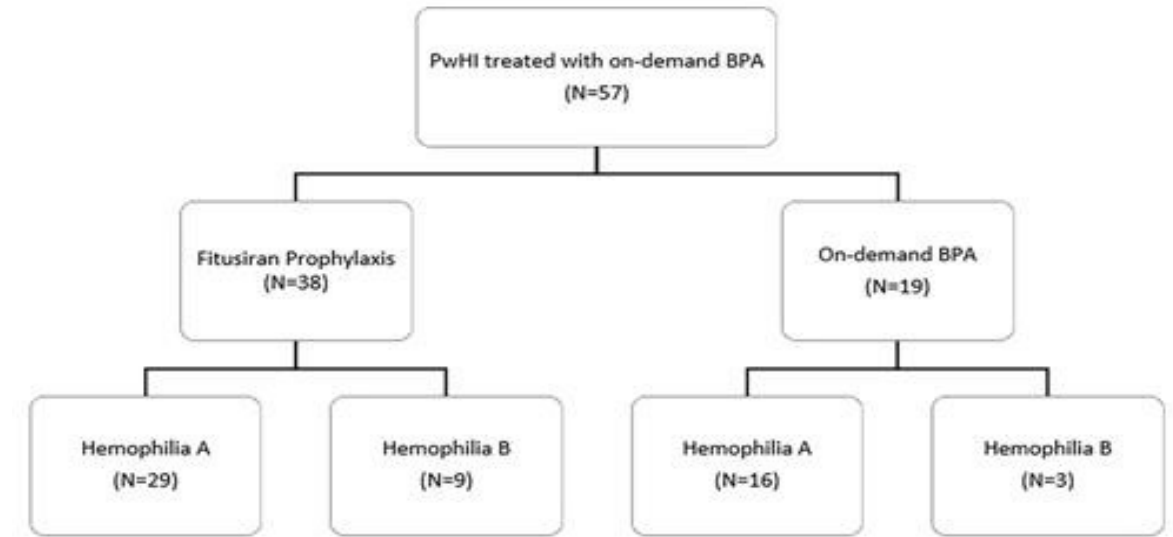 PwHI treated with on-demand BPA
(N=57)
Fitusiran Prophylaxis
(N=38)
On-demand BPA
(N=19)
Hemophilia A
(N=29)
Hemophilia B
(N=9)
Hemophilia A
(N=16)
Hemophilia B
(N=3)